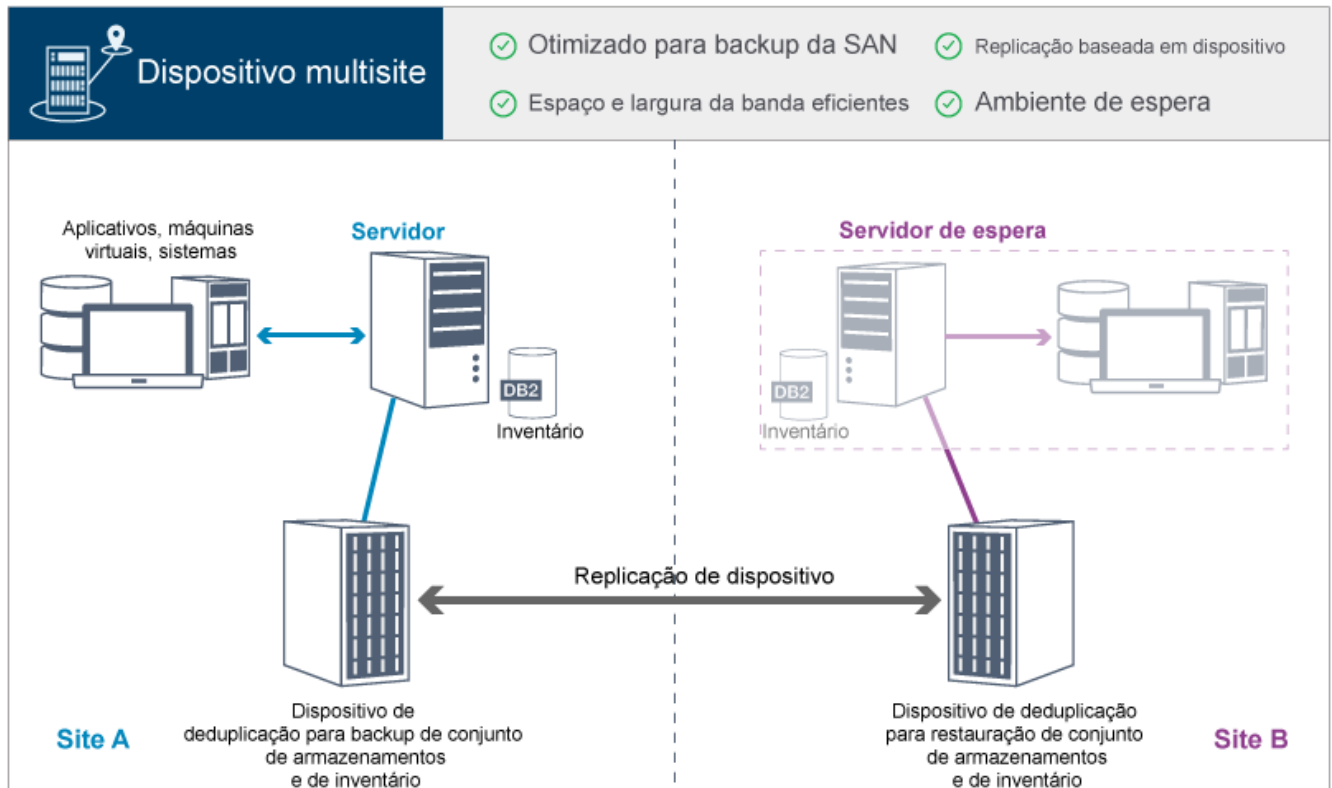 Dispositivo multisite
Otimizado para backup da SAN
Replicação baseada em dispositivo
Espaço e largura da banda eficientes
Ambiente de espera
Aplicativos, máquinas
virtuais, sistemas
Servidor
DB2
Inventário
Servidor de espera
DB2
Inventário
Replicação de dispositivo
Site A
Dispositivo de
deduplicação para backup de conjunto
de armazenamentos
e de inventário
Dispositivo de deduplicação
para restauração de conjunto
de armazenamentos
e de inventário
Site B